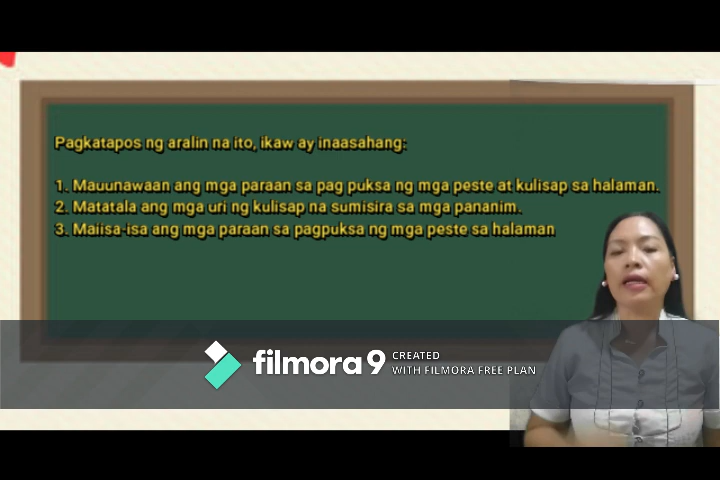 Pagkatapos ng aralin na ito, ikaw ay inaasahang:
1. Mauunawaan ang mga paraan sa pag puksa ng mga peste at kulisap sa halaman.
2. Matatala ang mga uri ng kulisap na sumisira sa mga pananim.
3. Maiisa-isa ang mga paraan sa pagpuksa ng mga peste sa halaman
filmora 9 CREATED
WITH FILMORA FREE PLAN